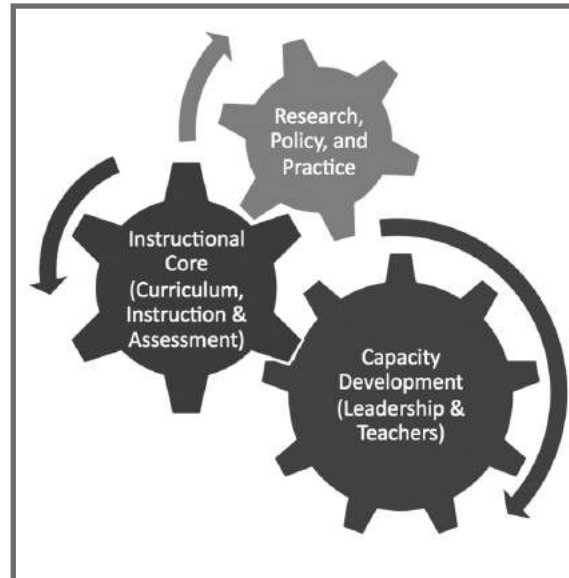 Research,
Policy, and
Practice
Instructional
Core
(Curriculum,
Instruction &
Assessment)
Capacity
Development
(Leadership &
Teachers)